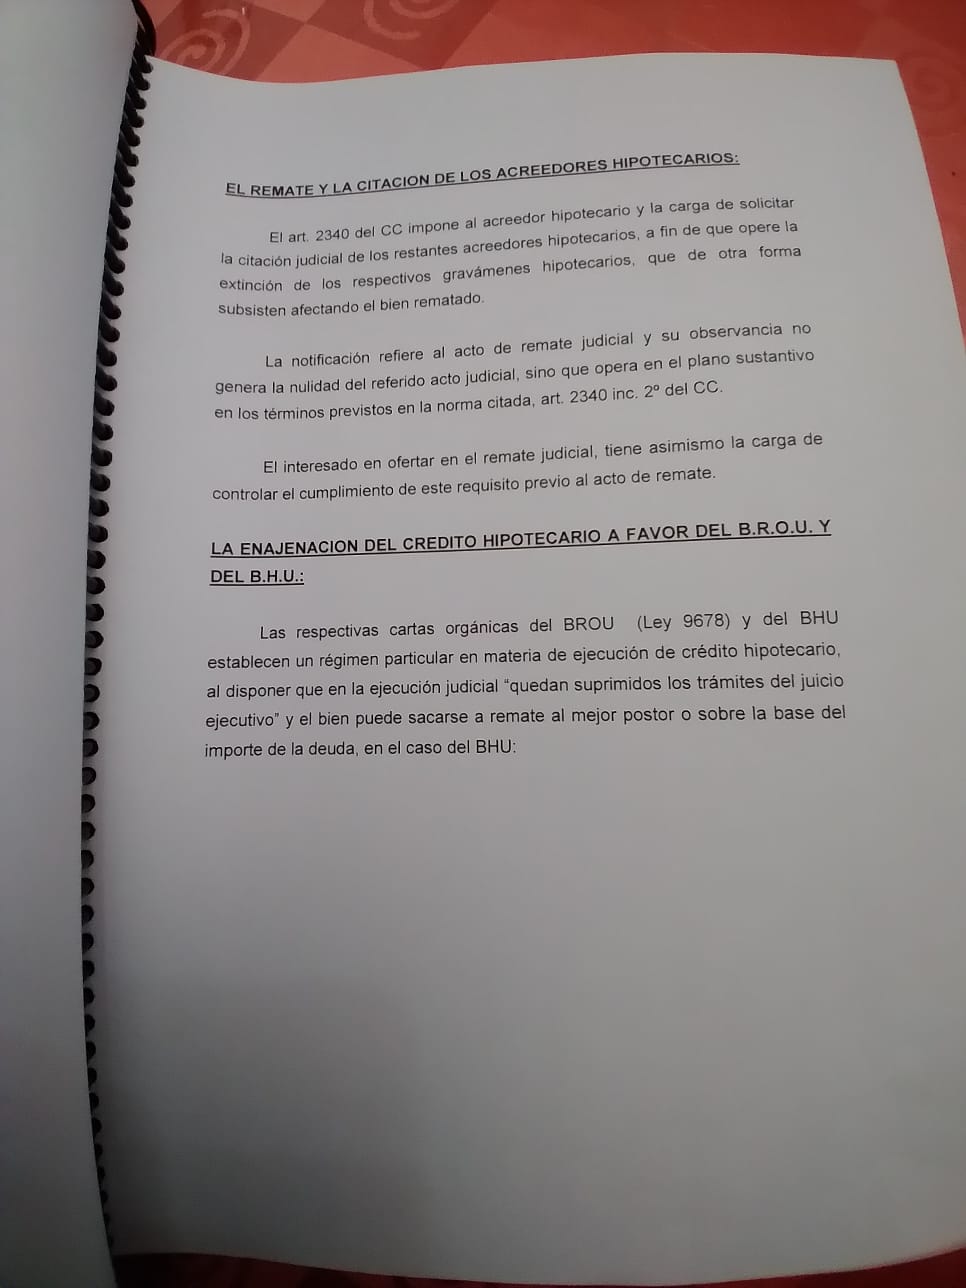 EL REMATE Y LA CITACION DE LOS ACREEDORES HIPOTECARIOS:
El art. 2340 del CC impone al acreedor hipotecario y la carga de solicitar
la citación judicial de los restantes acreedores hipotecarios, a fin de que opere la
extinción de los respectivos gravámenes hipotecarios, que de otra forma
subsisten afectando el bien rematado.
La notificación refiere al acto de remate judicial y su observancia no
genera la nulidad del referido acto judicial, sino que opera en el plano sustantivo
en los términos previstos en la norma citada, art. 2340 inc. 2º del CC.
El interesado en ofertar en el remate judicial, tiene asimismo la carga de
controlar el cumplimiento de este requisito previo al acto de remate.
LA ENAJENACION DEL CREDITO HIPOTECARIO A FAVOR DEL B.R.O.U. Y
DEL B.H.U.:
Las respectivas cartas orgánicas del BROU (Ley 9678) y del BHU
establecen un régimen particular en materia de ejecución de crédito hipotecario,
al disponer que en la ejecución judicial “quedan suprimidos los trámites del juicio
ejecutivo” y el bien puede sacarse a remate al mejor postor o sobre la base del
importe de la deuda, en el caso del BHU: